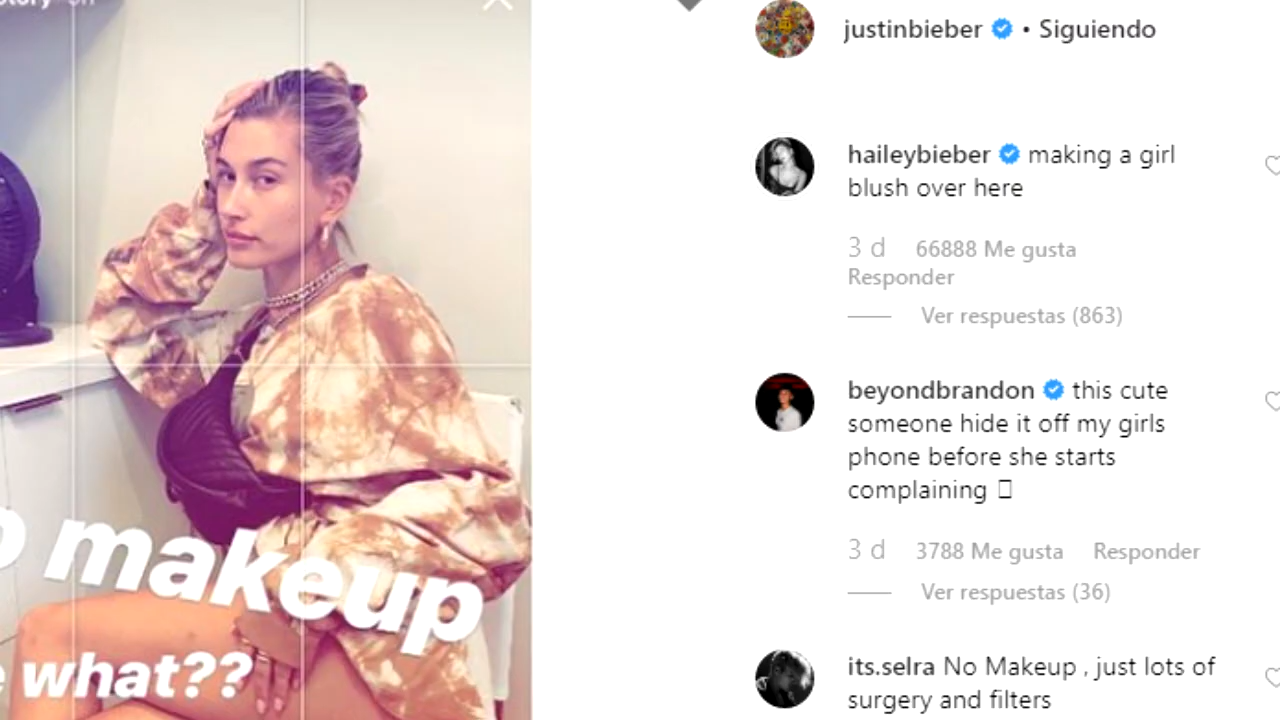 makeup
what??
justinbieber • Siguiendo
haileybieber making a girl
blush over here
3 d 66888 Me gusta
Responder
Ver respuestas (863)
beyondbrandon this cute
someone hide it off my girls
phone before she starts
complaining
3 d 3788 Me gusta Responder
Ver respuestas (36)
its.selra No Makeup , just lots of
surgery and filters